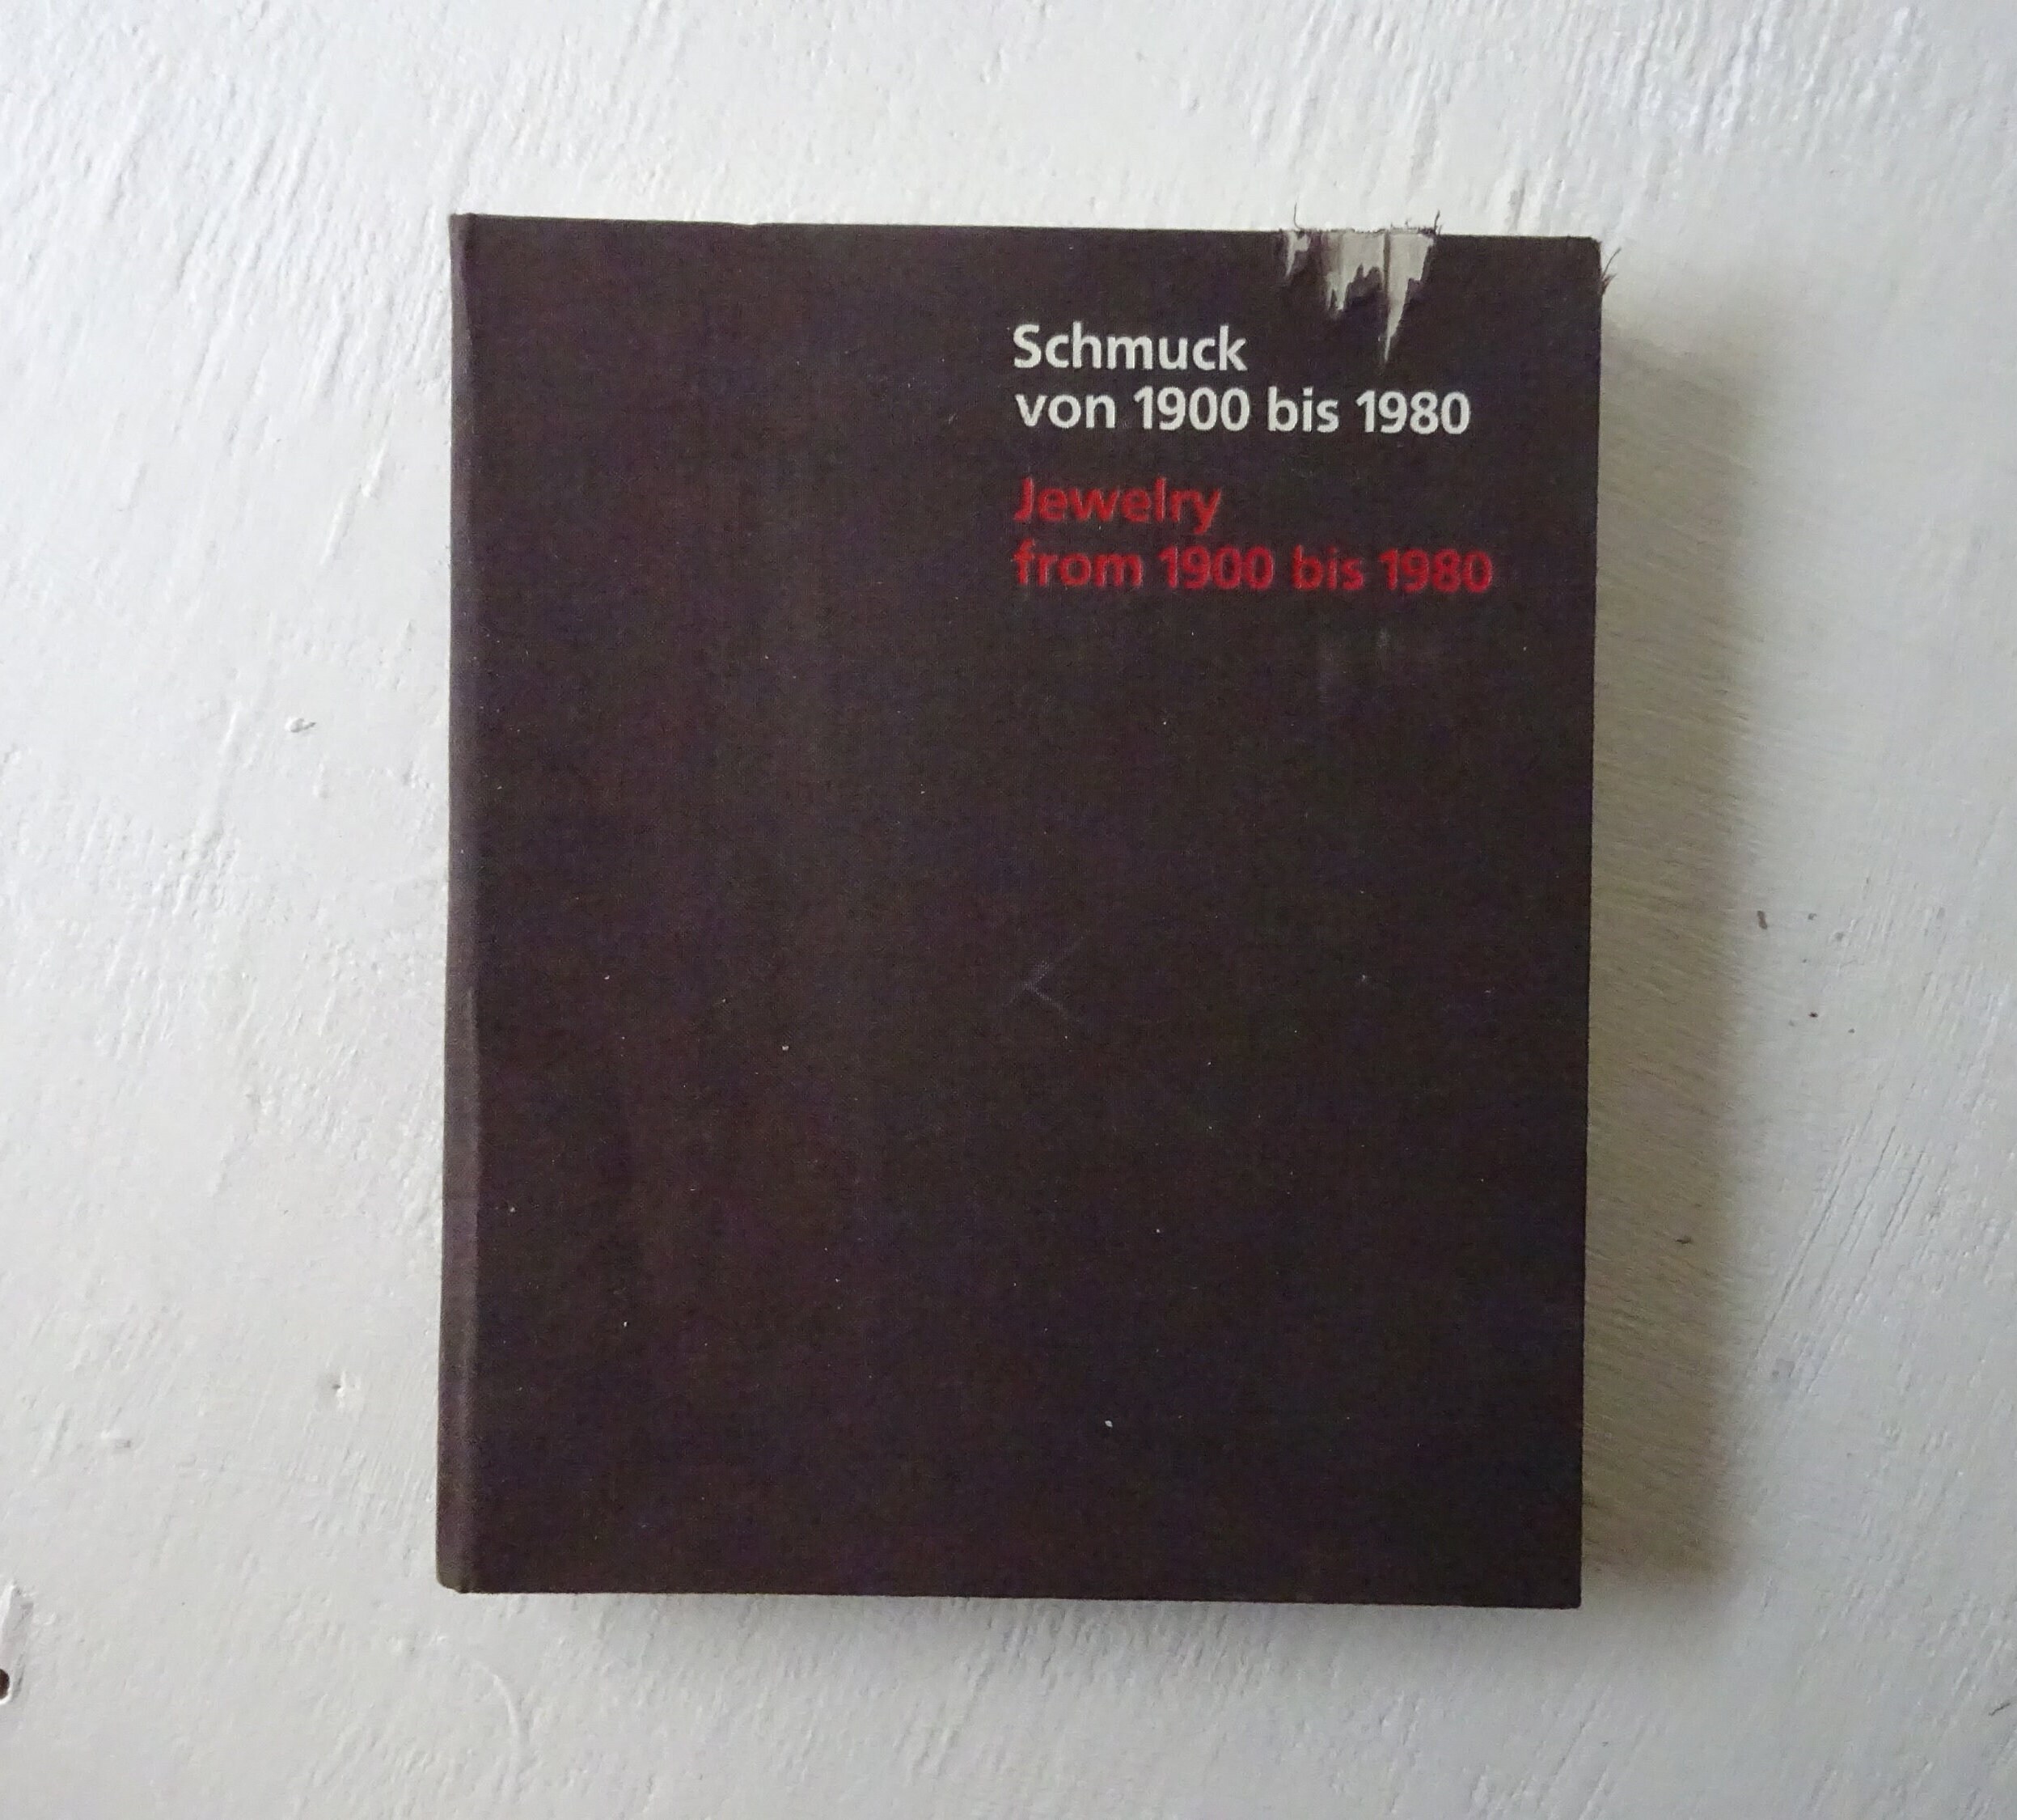 Schmuck
von 1900 bis 1980
Jewelry
from 1900 bis 1980